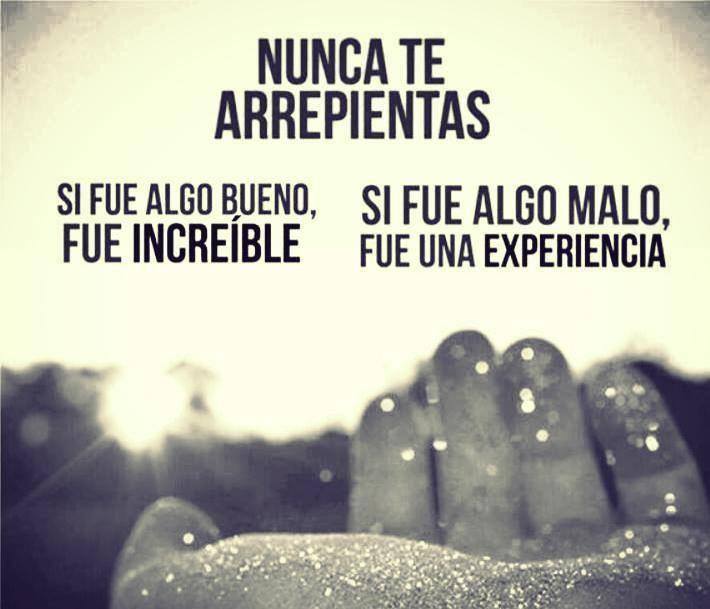 NUNCA TE
ARREPIENTAS
SI FUE ALGO BUENO,
FUE INCREÍBLE
SI FUE ALGO MALO,
FUE UNA EXPERIENCIA